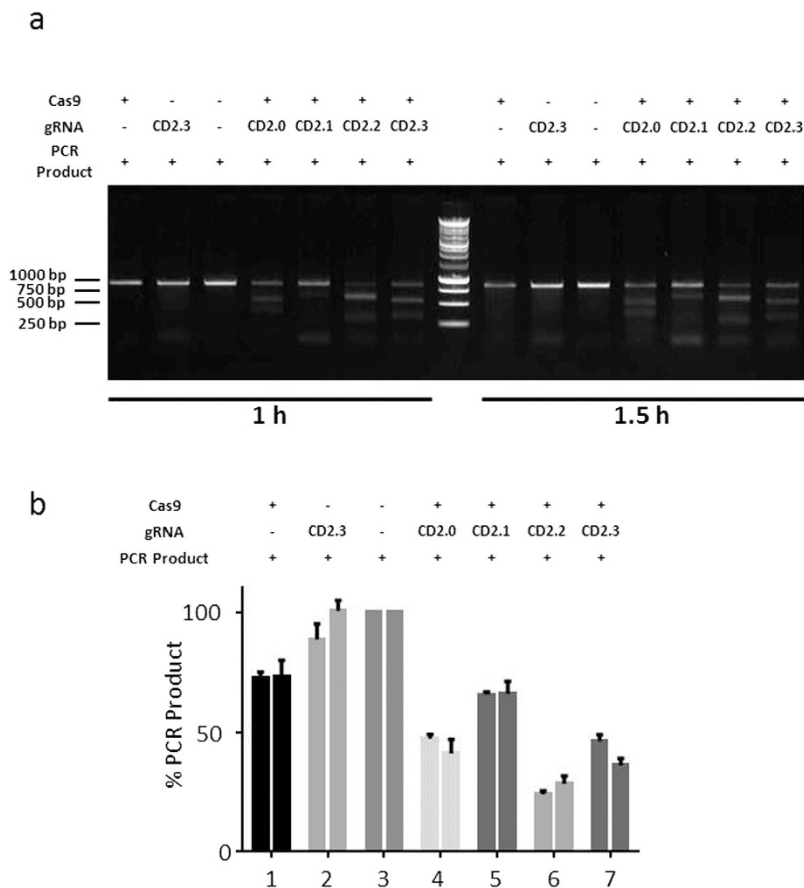 a
Cas9 + - - + + + + + - - + + + +
gRNA - CD2.3 - CD2.0 CD2.1 CD2.2 CD2.3 - CD2.3 - CD2.0 CD2.1 CD2.2 CD2.3
PCR
Product + + + + + + + + + + + + + +
1000 bp
750 bp
500 bp
250 bp
1 h 1.5 h
b
Cas9 + - - + + + +
gRNA - CD2.3 - CD2.0 CD2.1 CD2.2 CD2.3
PCR Product + + + + + + +
% PCR Product
100
50
0
1 2 3 4 5 6 7